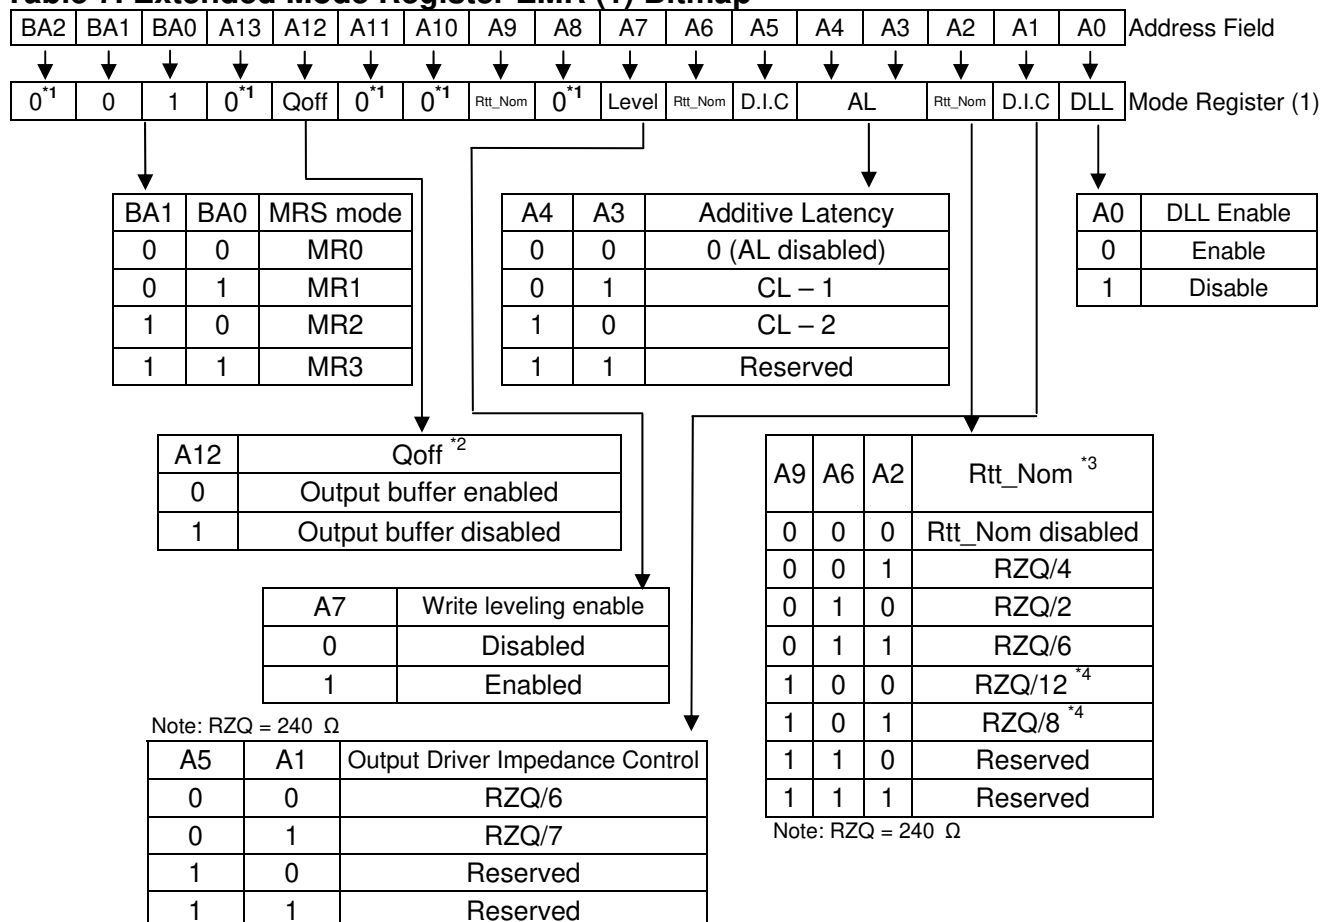 Table 7. Extended Mode Register EMR (1) Bitmap
BA2 BA1 BA0 A13 A12 A11 A10 A9 A8 A7 A6 A5 A4 A3 A2 A1 A0 Address Field
0*1 0 1 0*1 Qoff 0*1 0*1 Rtt_Nom 0*1 Level Rtt_Nom D.I.C AL Rtt_Nom D.I.C DLL Mode Register (1)
BA1 BA0 MRS mode
0 0 MR0
0 1 MR1
1 0 MR2
1 1 MR3
A4 A3 Additive Latency
0 0 0 (AL disabled)
0 1 CL – 1
1 0 CL – 2
1 1 Reserved
A0 DLL Enable
0 Enable
1 Disable
A12 Qoff *2
0 Output buffer enabled
1 Output buffer disabled
A9 A6 A2 Rtt_Nom *3
0 0 0 Rtt_Nom disabled
0 0 1 RZQ/4
0 1 0 RZQ/2
0 1 1 RZQ/6
1 0 0 RZQ/12 *4
1 0 1 RZQ/8 *4
1 1 0 Reserved
1 1 1 Reserved
Note: RZQ = 240 Ω
A7 Write leveling enable
0 Disabled
1 Enabled
Note: RZQ = 240 Ω
A5 A1 Output Driver Impedance Control
0 0 RZQ/6
0 1 RZQ/7
1 0 Reserved
1 1 Reserved